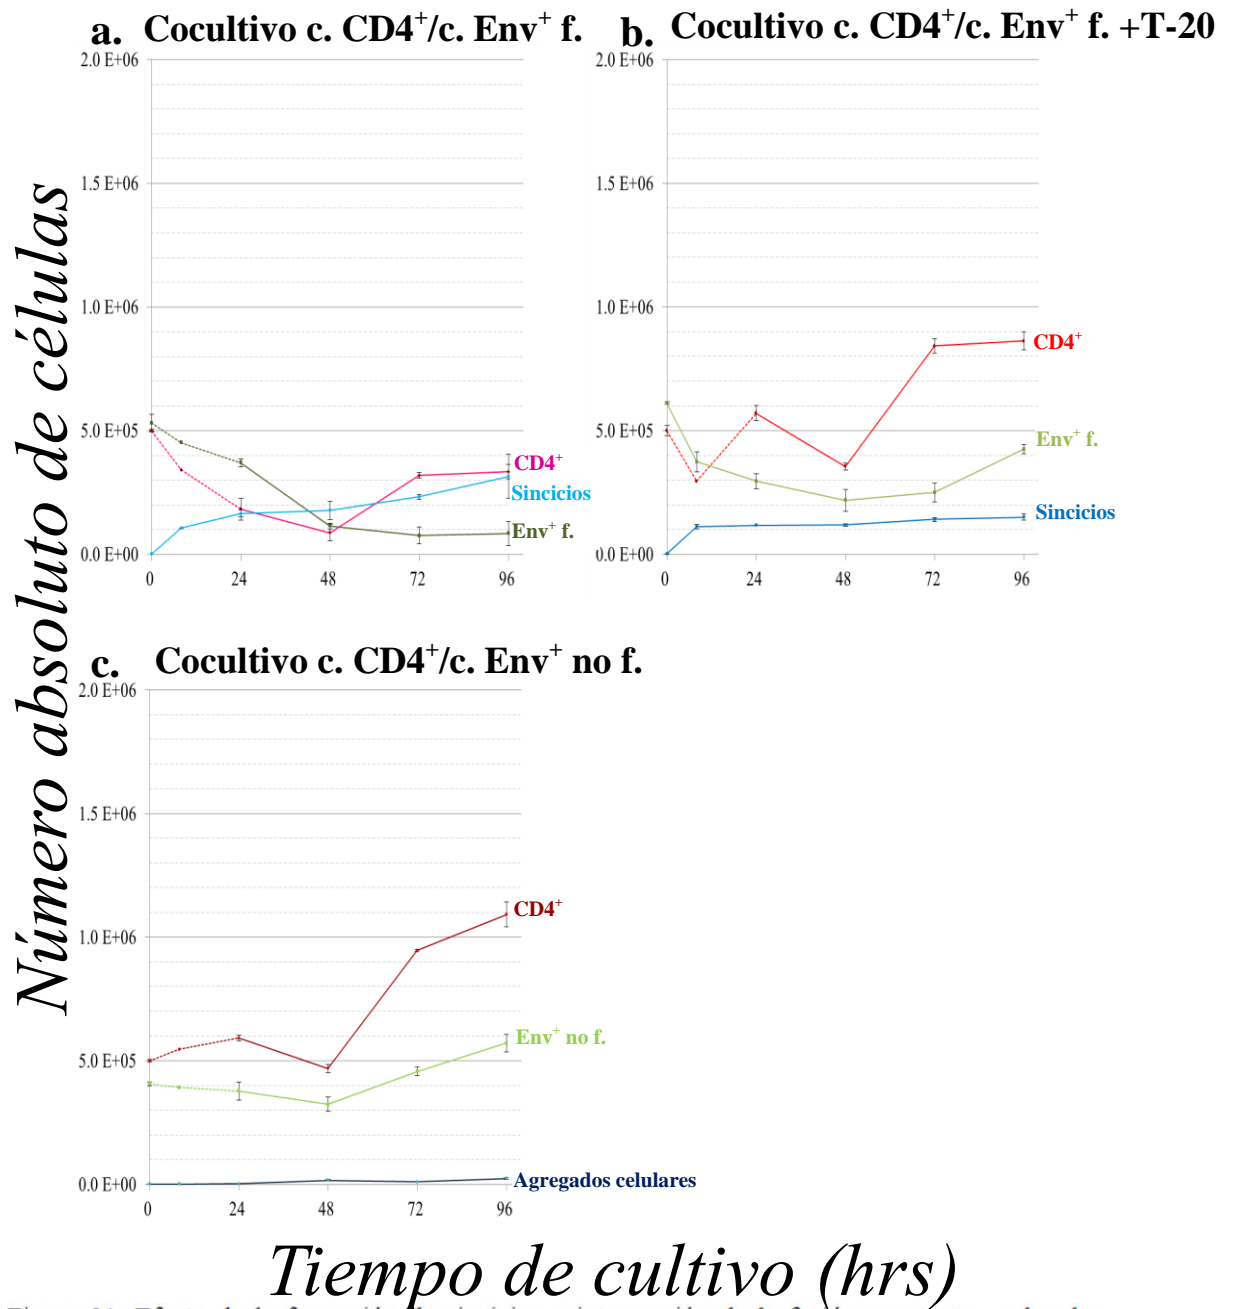 a. Cocultivo c. CD4⁺/c. Env⁺ f.
2.0 E+06
1.5 E+06
1.0 E+06
5.0 E+05
0.0 E+00
0 24 48 72 96
CD4⁺
Sincicios
Env⁺ f.
b. Cocultivo c. CD4⁺/c. Env⁺ f. +T-20
2.0 E+06
1.5 E+06
1.0 E+06
5.0 E+05
0.0 E+00
0 24 48 72 96
CD4⁺
Env⁺ f.
Sincicios
c. Cocultivo c. CD4⁺/c. Env⁺ no f.
2.0 E+06
1.5 E+06
1.0 E+06
5.0 E+05
0.0 E+00
0 24 48 72 96
CD4⁺
Env⁺ no f.
Agregados celulares
Número absoluto de células
Tiempo de cultivo (hrs)